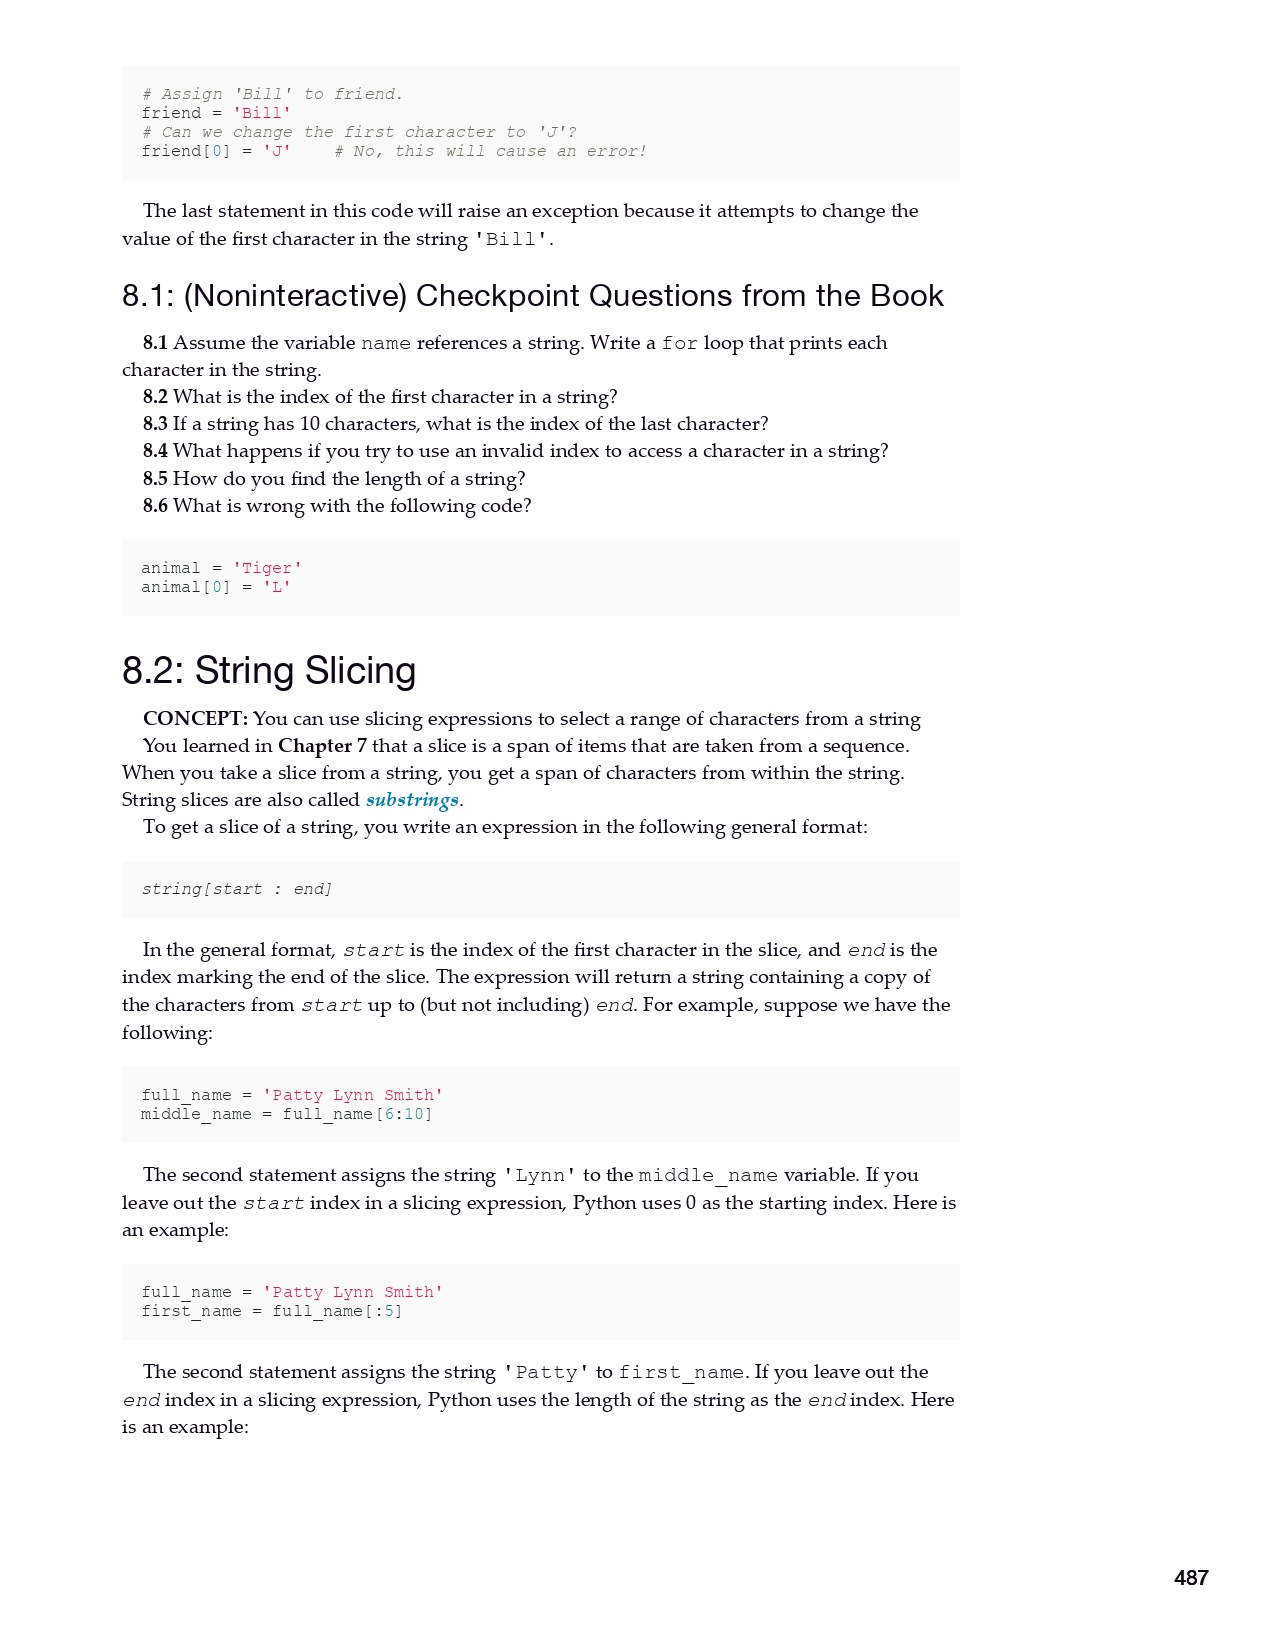 # Assign 'Bill' to friend.
friend = 'Bill'
# Can we change the first character to 'J'?
friend[0] = 'J'    # No, this will cause an error!
The last statement in this code will raise an exception because it attempts to change the
value of the first character in the string 'Bill'.
8.1: (Noninteractive) Checkpoint Questions from the Book
8.1 Assume the variable name references a string. Write a for loop that prints each
character in the string.
8.2 What is the index of the first character in a string?
8.3 If a string has 10 characters, what is the index of the last character?
8.4 What happens if you try to use an invalid index to access a character in a string?
8.5 How do you find the length of a string?
8.6 What is wrong with the following code?
animal = 'Tiger'
animal[0] = 'L'
8.2: String Slicing
CONCEPT: You can use slicing expressions to select a range of characters from a string
You learned in Chapter 7 that a slice is a span of items that are taken from a sequence.
When you take a slice from a string, you get a span of characters from within the string.
String slices are also called substrings.
To get a slice of a string, you write an expression in the following general format:
string[start : end]
In the general format, start is the index of the first character in the slice, and end is the
index marking the end of the slice. The expression will return a string containing a copy of
the characters from start up to (but not including) end. For example, suppose we have the
following:
full_name = 'Patty Lynn Smith'
middle_name = full_name[6:10]
The second statement assigns the string 'Lynn' to the middle_name variable. If you
leave out the start index in a slicing expression, Python uses 0 as the starting index. Here is
an example:
full_name = 'Patty Lynn Smith'
first_name = full_name[:5]
The second statement assigns the string 'Patty' to first_name. If you leave out the
end index in a slicing expression, Python uses the length of the string as the end index. Here
is an example:
487